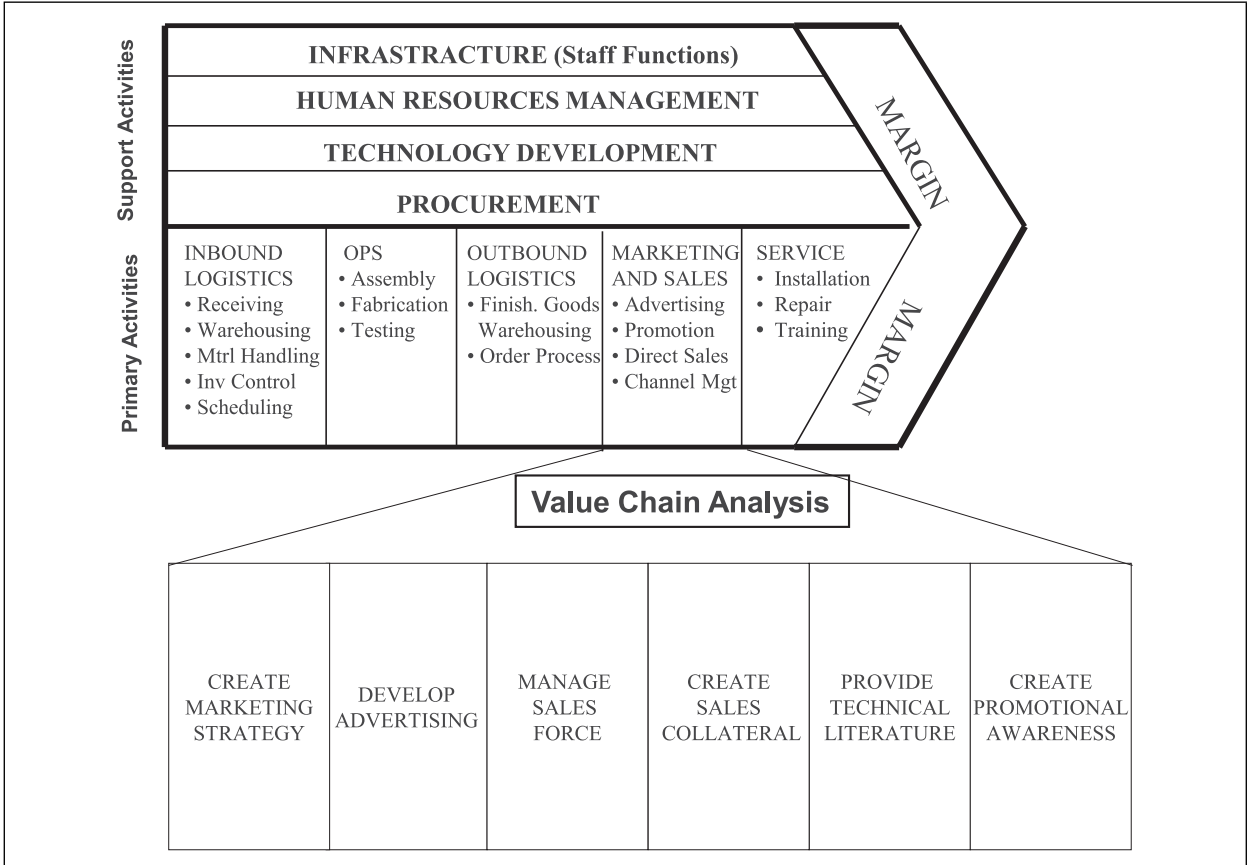 Support Activities
INFRASTRACTURE (Staff Functions)
HUMAN RESOURCES MANAGEMENT
TECHNOLOGY DEVELOPMENT
PROCUREMENT
MARGIN
Primary Activities
INBOUND
LOGISTICS
• Receiving
• Warehousing
• Mtrl Handling
• Inv Control
• Scheduling
OPS
• Assembly
• Fabrication
• Testing
OUTBOUND
LOGISTICS
• Finish. Goods
Warehousing
• Order Process
MARKETING
AND SALES
• Advertising
• Promotion
• Direct Sales
• Channel Mgt
SERVICE
• Installation
• Repair
• Training
MARGIN
Value Chain Analysis
CREATE
MARKETING
STRATEGY
DEVELOP
ADVERTISING
MANAGE
SALES
FORCE
CREATE
SALES
COLLATERAL
PROVIDE
TECHNICAL
LITERATURE
CREATE
PROMOTIONAL
AWARENESS